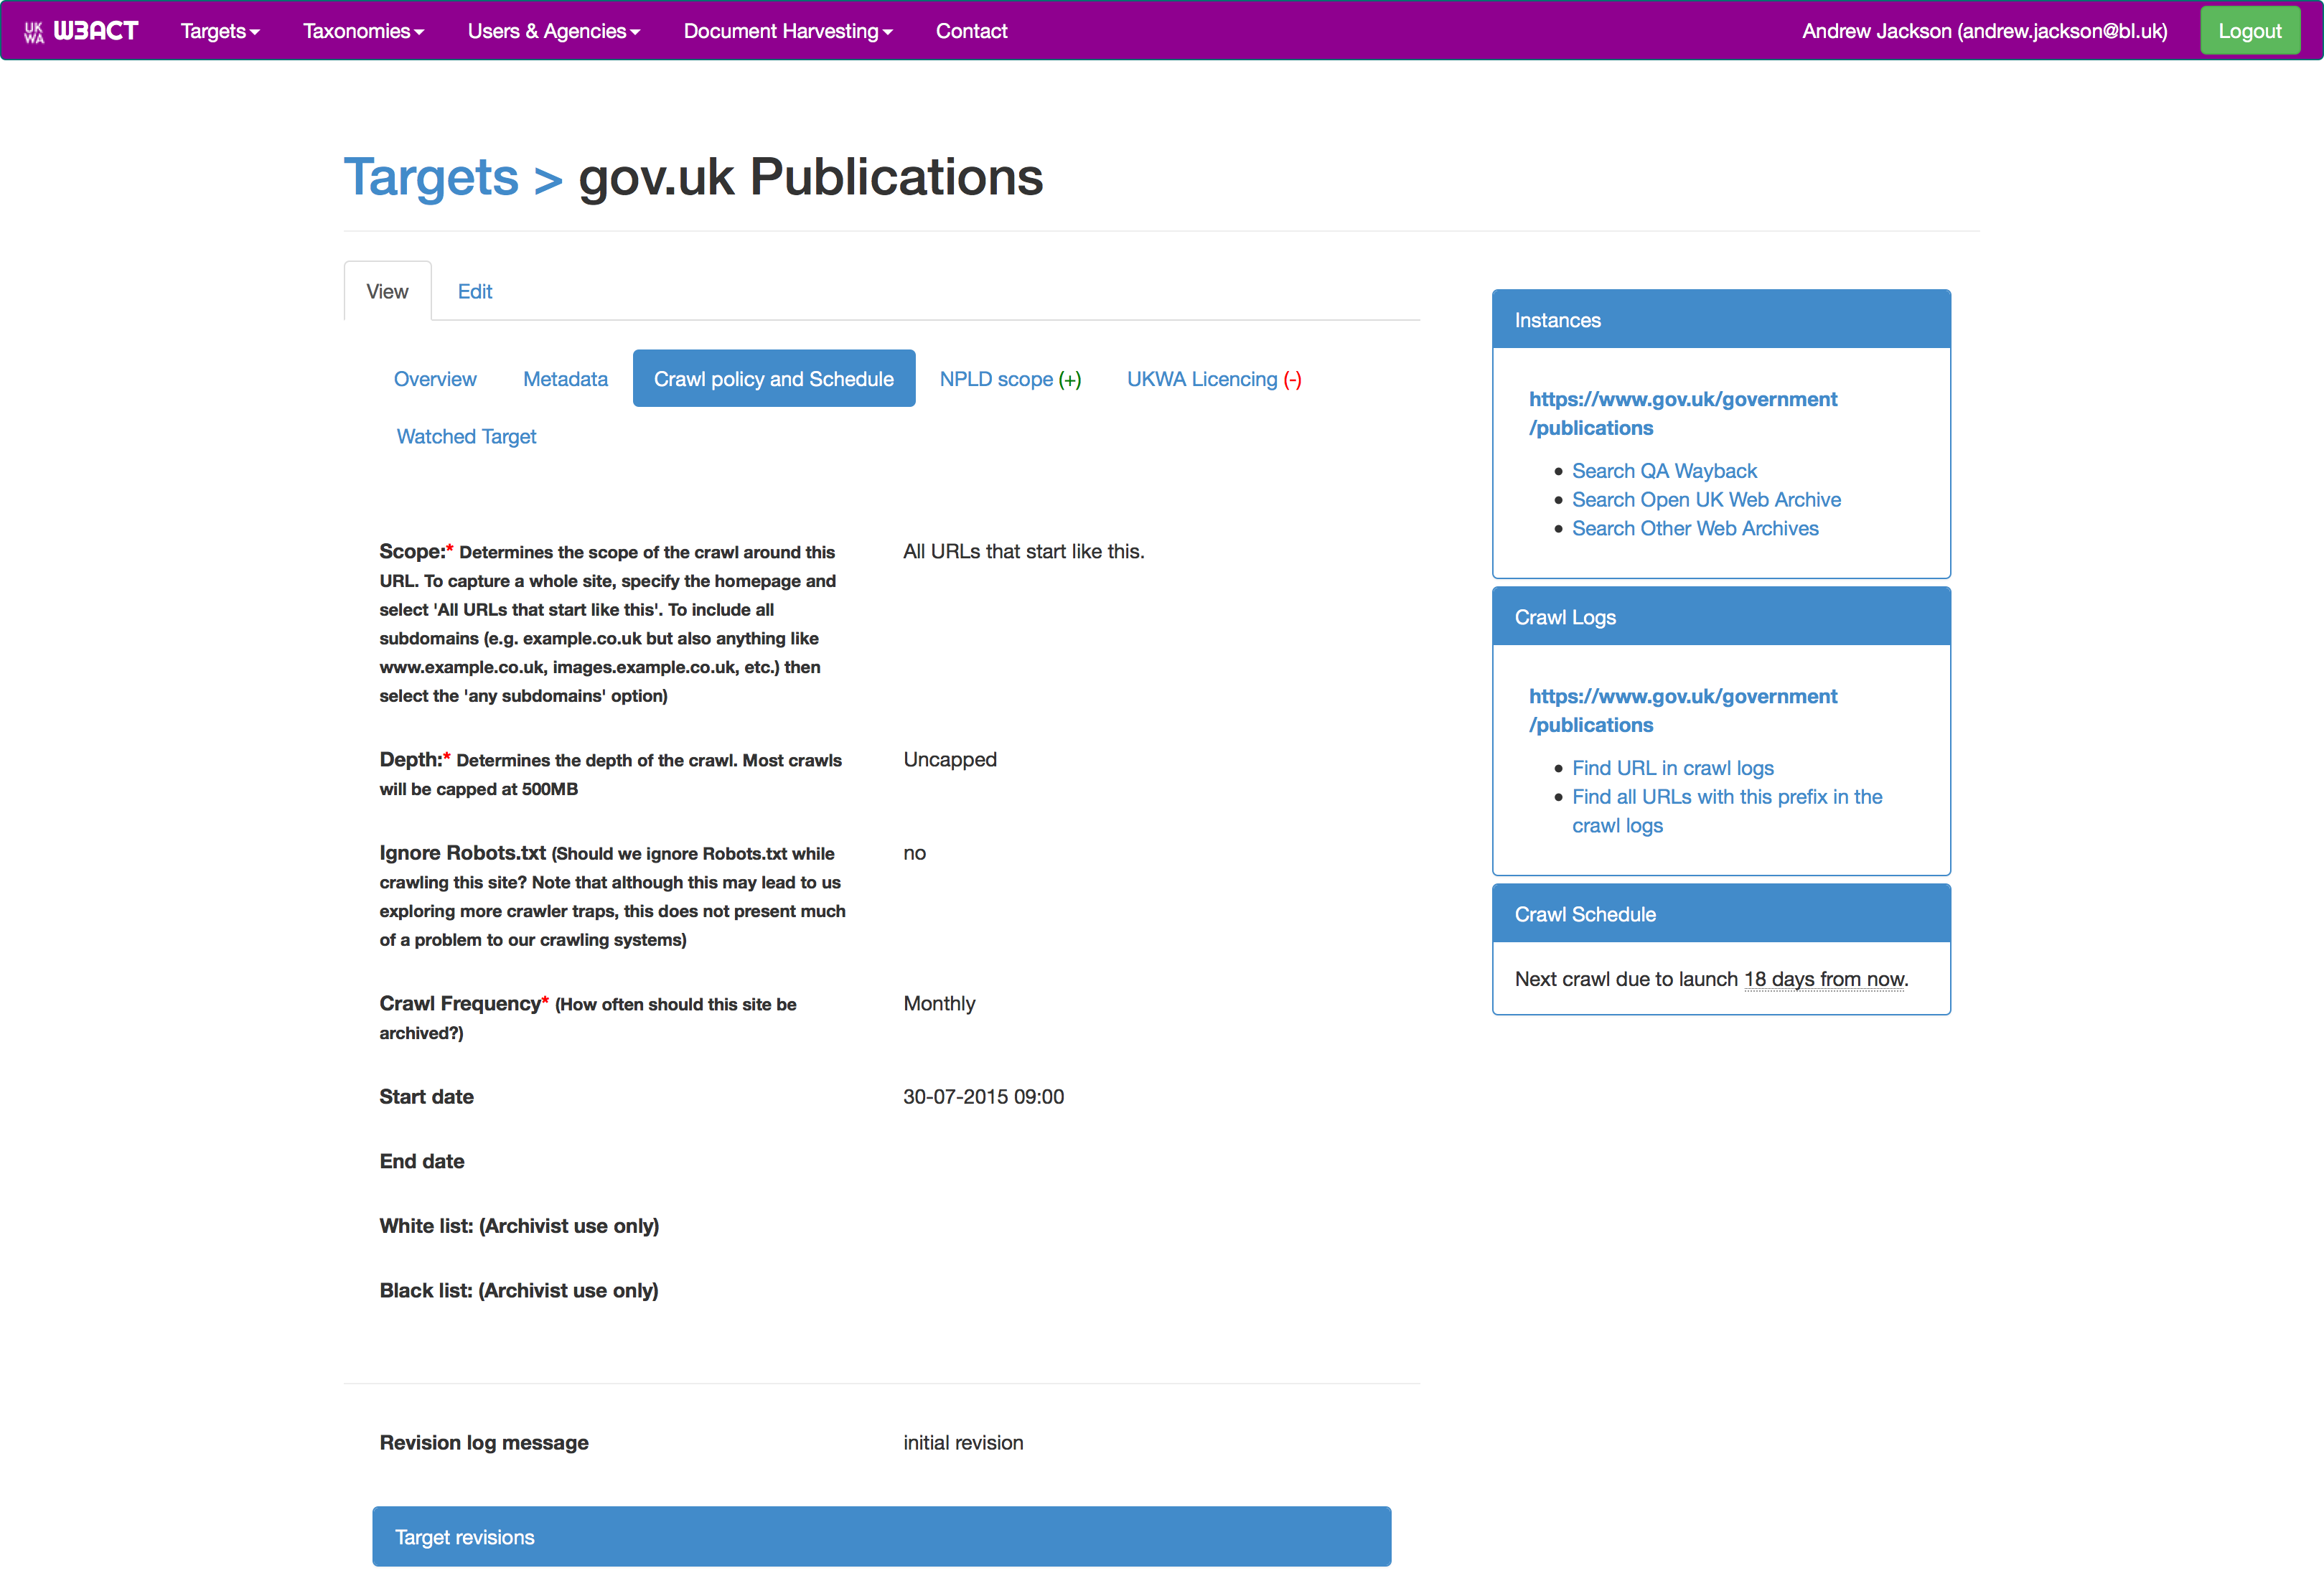 UK WA W3ACT Targets Taxonomies Users & Agencies Document Harvesting Contact Andrew Jackson (andrew.jackson@bl.uk) Logout
Targets > gov.uk Publications
View Edit
Overview Metadata Crawl policy and Schedule NPLD scope (+) UKWA Licencing (-)
Watched Target
Scope:* Determines the scope of the crawl around this
URL. To capture a whole site, specify the homepage and
select 'All URLs that start like this'. To include all
subdomains (e.g. example.co.uk but also anything like
www.example.co.uk, images.example.co.uk, etc.) then
select the 'any subdomains' option)
All URLs that start like this.
Depth:* Determines the depth of the crawl. Most crawls
will be capped at 500MB
Uncapped
Ignore Robots.txt (Should we ignore Robots.txt while
crawling this site? Note that although this may lead to us
exploring more crawler traps, this does not present much
of a problem to our crawling systems)
no
Crawl Frequency* (How often should this site be
archived?)
Monthly
Start date 30-07-2015 09:00
End date
White list: (Archivist use only)
Black list: (Archivist use only)
Revision log message initial revision
Target revisions
Instances
https://www.gov.uk/government
/publications
Search QA Wayback
Search Open UK Web Archive
Search Other Web Archives
Crawl Logs
https://www.gov.uk/government
/publications
Find URL in crawl logs
Find all URLs with this prefix in the
crawl logs
Crawl Schedule
Next crawl due to launch 18 days from now.